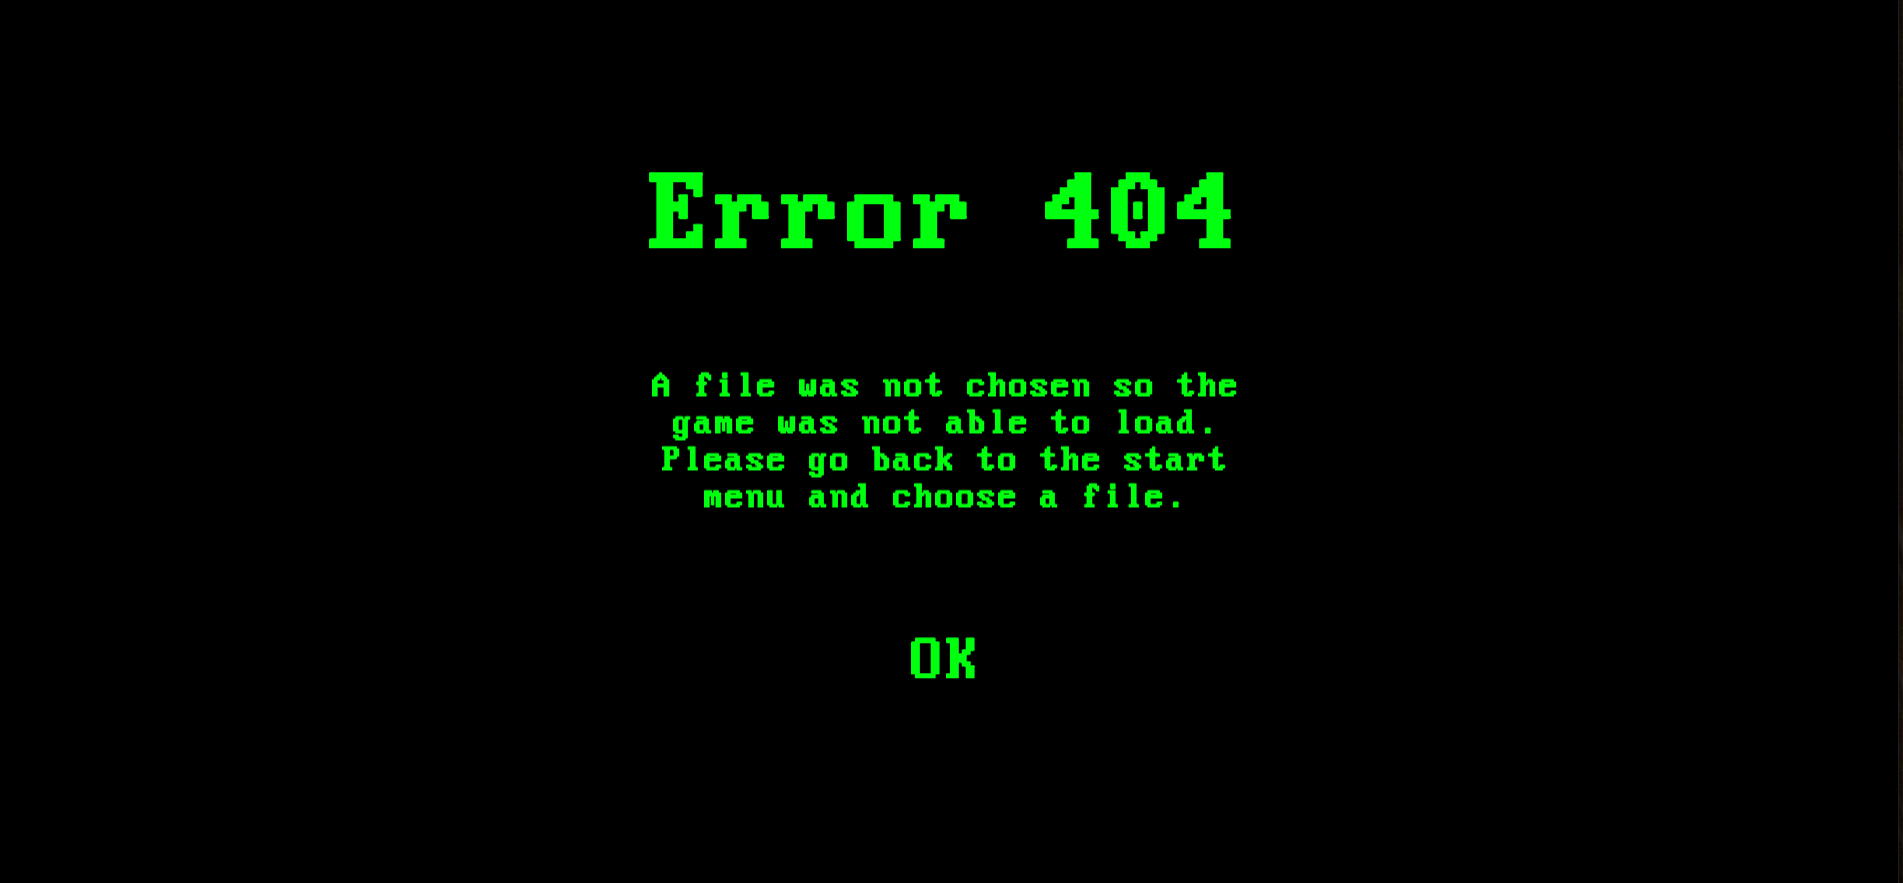 Error 404
A file was not chosen so the
game was not able to load.
Please go back to the start
menu and choose a file.
OK